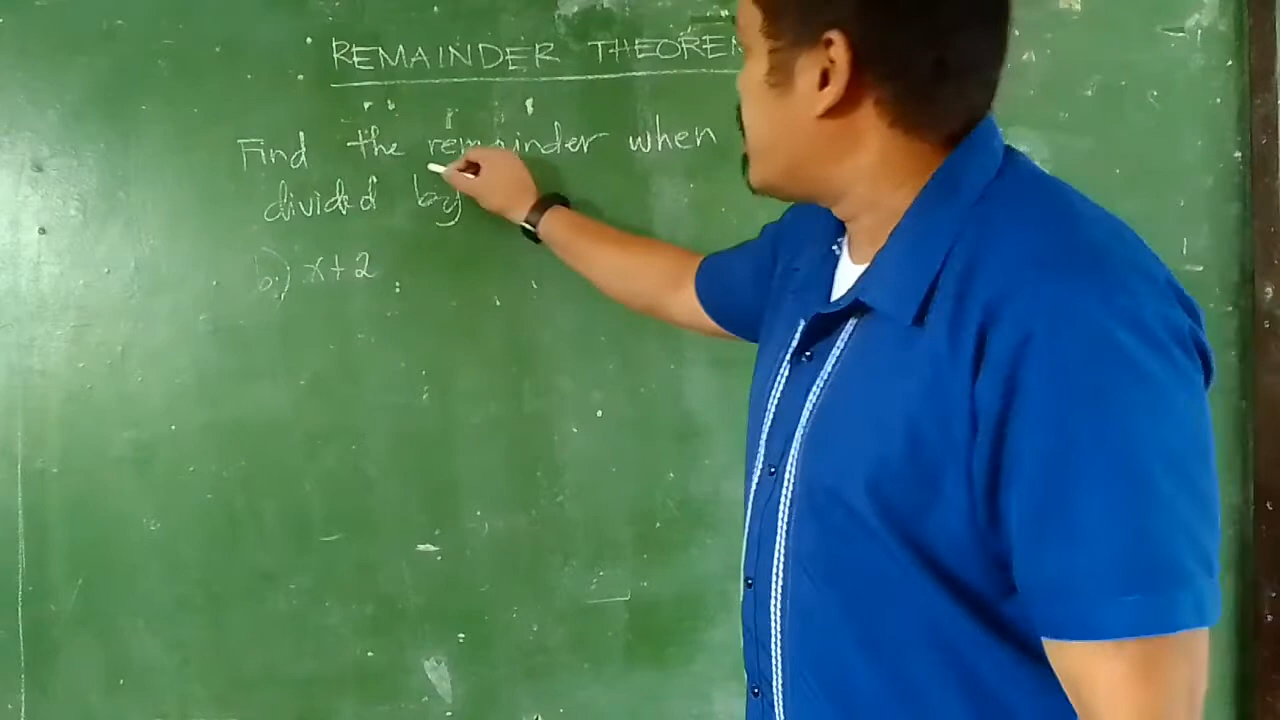 REMAINDER THEOREM
Find the remainder when
divided by
b.) x+2